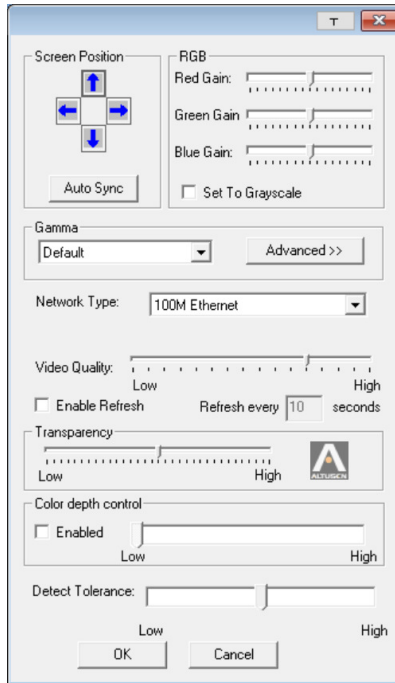 T
Screen Position
RGB
Red Gain:
Green Gain
Blue Gain:
Auto Sync
Set To Grayscale
Gamma
Default
Advanced >>
Network Type:
100M Ethernet
Video Quality:
Low High
Enable Refresh
Refresh every 10 seconds
Transparency
Low High
ALTUSEN
Color depth control
Enabled
Low High
Detect Tolerance:
Low High
OK
Cancel